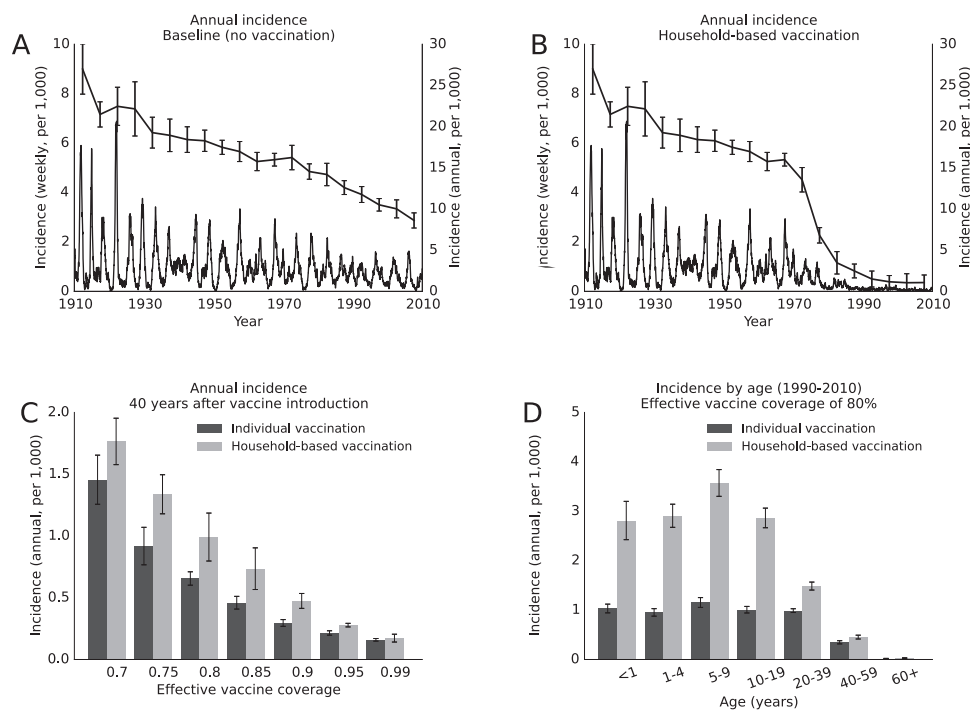 A
Annual incidence
Baseline (no vaccination)
Incidence (weekly, per 1,000)
10
8
6
4
2
0
30
25
20
15
10
5
0
Incidence (annual, per 1,000)
1910 1930 1950 1970 1990 2010
Year
B
Annual incidence
Household-based vaccination
Incidence (weekly, per 1,000)
10
8
6
4
2
0
30
25
20
15
10
5
0
Incidence (annual, per 1,000)
1910 1930 1950 1970 1990 2010
Year
C
Annual incidence
40 years after vaccine introduction
Individual vaccination
Household-based vaccination
Incidence (annual, per 1,000)
2.0
1.5
1.0
0.5
0.0
0.7 0.75 0.8 0.85 0.9 0.95 0.99
Effective vaccine coverage
D
Incidence by age (1990-2010)
Effective vaccine coverage of 80%
Individual vaccination
Household-based vaccination
Incidence (annual, per 1,000)
5
4
3
2
1
0
<1 1-4 5-9 10-19 20-39 40-59 60+
Age (years)